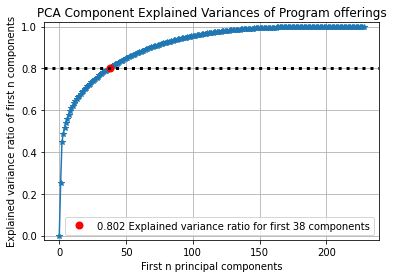 PCA Component Explained Variances of Program offerings
Explained variance ratio of first n components
1.0
0.8
0.6
0.4
0.2
0.0
0.802 Explained variance ratio for first 38 components
0
50
100
150
200
First n principal components